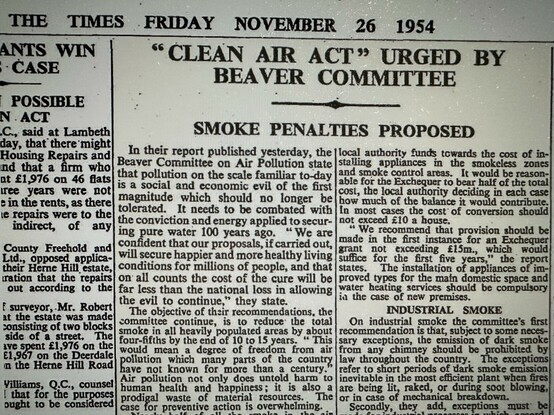 THE TIMES FRIDAY NOVEMBER 26 1954
ANTS WIN
CASE
POSSIBLE
N ACT
.C., said at Lambeth
day, that there might
Housing Repairs and
nd that a firm who
nt £1,976 on 46 flats
ree years were not
e in the rents, as there
e repairs were to the
indirect, of any
County Freehold and
Ltd., opposed applica-
their Herne Hill estate,
uration that the repairs
out according to the
f surveyor, Mr. Robert
at the estate was made
consisting of two blocks
side of a street. The
ave spent £1,976 on the
£1,967 on the Deerdale
n the Herne Hill Road
Williams, Q.C., counsel
that for the purposes
ought to be considered
"CLEAN AIR ACT" URGED BY
BEAVER COMMITTEE
SMOKE PENALTIES PROPOSED
In their report published yesterday, the
Beaver Committee on Air Pollution state
that pollution on the scale familiar to-day
is a social and economic evil of the first
magnitude which should no longer be
tolerated. It needs to be combated with
the conviction and energy applied to secur-
ing pure water 100 years ago. "We are
confident that our proposals, if carried out,
will secure happier and more healthy living
conditions for millions of people, and that
on all counts the cost of the cure will be
far less than the national loss in allowing
the evil to continue," they state.
The objective of their recommendations, the
committee continue, is to reduce the total
smoke in all heavily populated areas by about
four-fifths by the end of 10 to 15 years. "This
would mean a degree of freedom from air
pollution which many parts of the country
have not known for more than a century."
Air pollution not only does untold harm to
human health and happiness; it is also a
prodigal waste of material resources. The
case for preventive action is overwhelming.
local authority funds towards the cost of in-
stalling appliances in the smokeless zones
and smoke control areas. It would be reason-
able for the Exchequer to bear half of the total
cost, the local authority deciding in each case
how much of the balance it would contribute.
In most cases the cost of conversion should
not exceed £10 a house.
"We recommend that provision should be
made in the first instance for an Exchequer
grant not exceeding £15m., which would
suffice for the first five years," the report
states. The installation of appliances of im-
proved types for the main domestic space and
water heating services should be compulsory
in the case of new premises.
INDUSTRIAL SMOKE
On industrial smoke the committee's first
recommendation is that, subject to some neces-
sary exceptions, the emission of dark smoke
from any chimney should be prohibited by
law throughout the country. The exceptions
refer to short periods of dark smoke emission
inevitable in the most efficient plant when fires
are being lit, raked, or during soot blowing,
or in case of mechanical breakdown.
Secondly, they add, exceptions must be